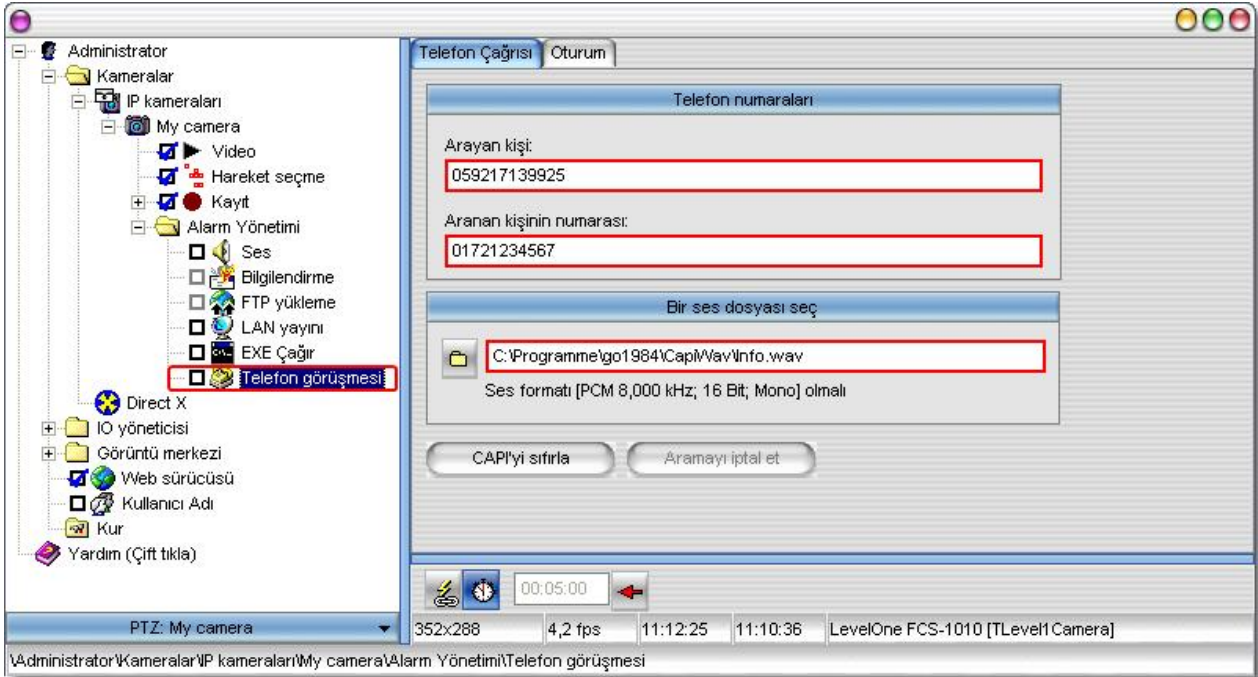 Administrator
Kameralar
IP kameraları
My camera
Video
Hareket seçme
Kayıt
Alarm Yönetimi
Ses
Bilgilendirme
FTP yükleme
LAN yayını
EXE Çağır
Telefon görüşmesi
Direct X
IO yöneticisi
Görüntü merkezi
Web sürücüsü
Kullanıcı Adı
Kur
Yardım (Çift tıkla)
PTZ: My camera
Telefon Çağrısı Oturum
Telefon numaraları
Arayan kişi:
059217139925
Aranan kişinin numarası:
01721234567
Bir ses dosyası seç
C:\Programme\go1984\CapiWav\Info.wav
Ses formatı [PCM 8,000 kHz; 16 Bit; Mono] olmalı
CAPI'yi sıfırla Aramayı iptal et
00:05:00
352x288 4,2 fps 11:12:25 11:10:36 LevelOne FCS-1010 [TLevel1Camera]
\Administrator\Kameralar\IP kameraları\My camera\Alarm Yönetimi\Telefon görüşmesi